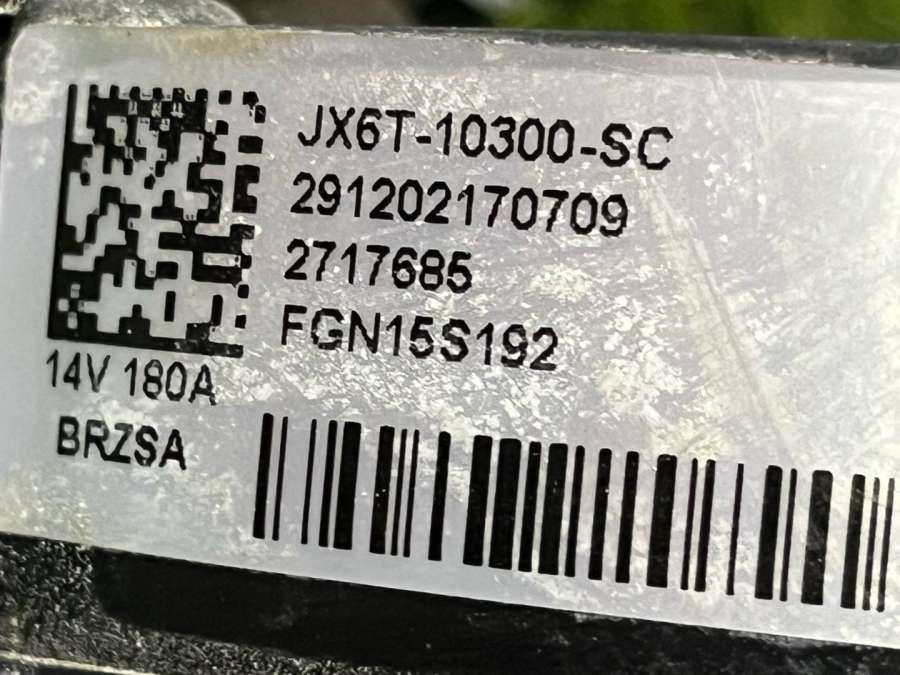 JX6T-10300-SC
291202170709
2717685
FGN15S192
14V 180A
BRZSA